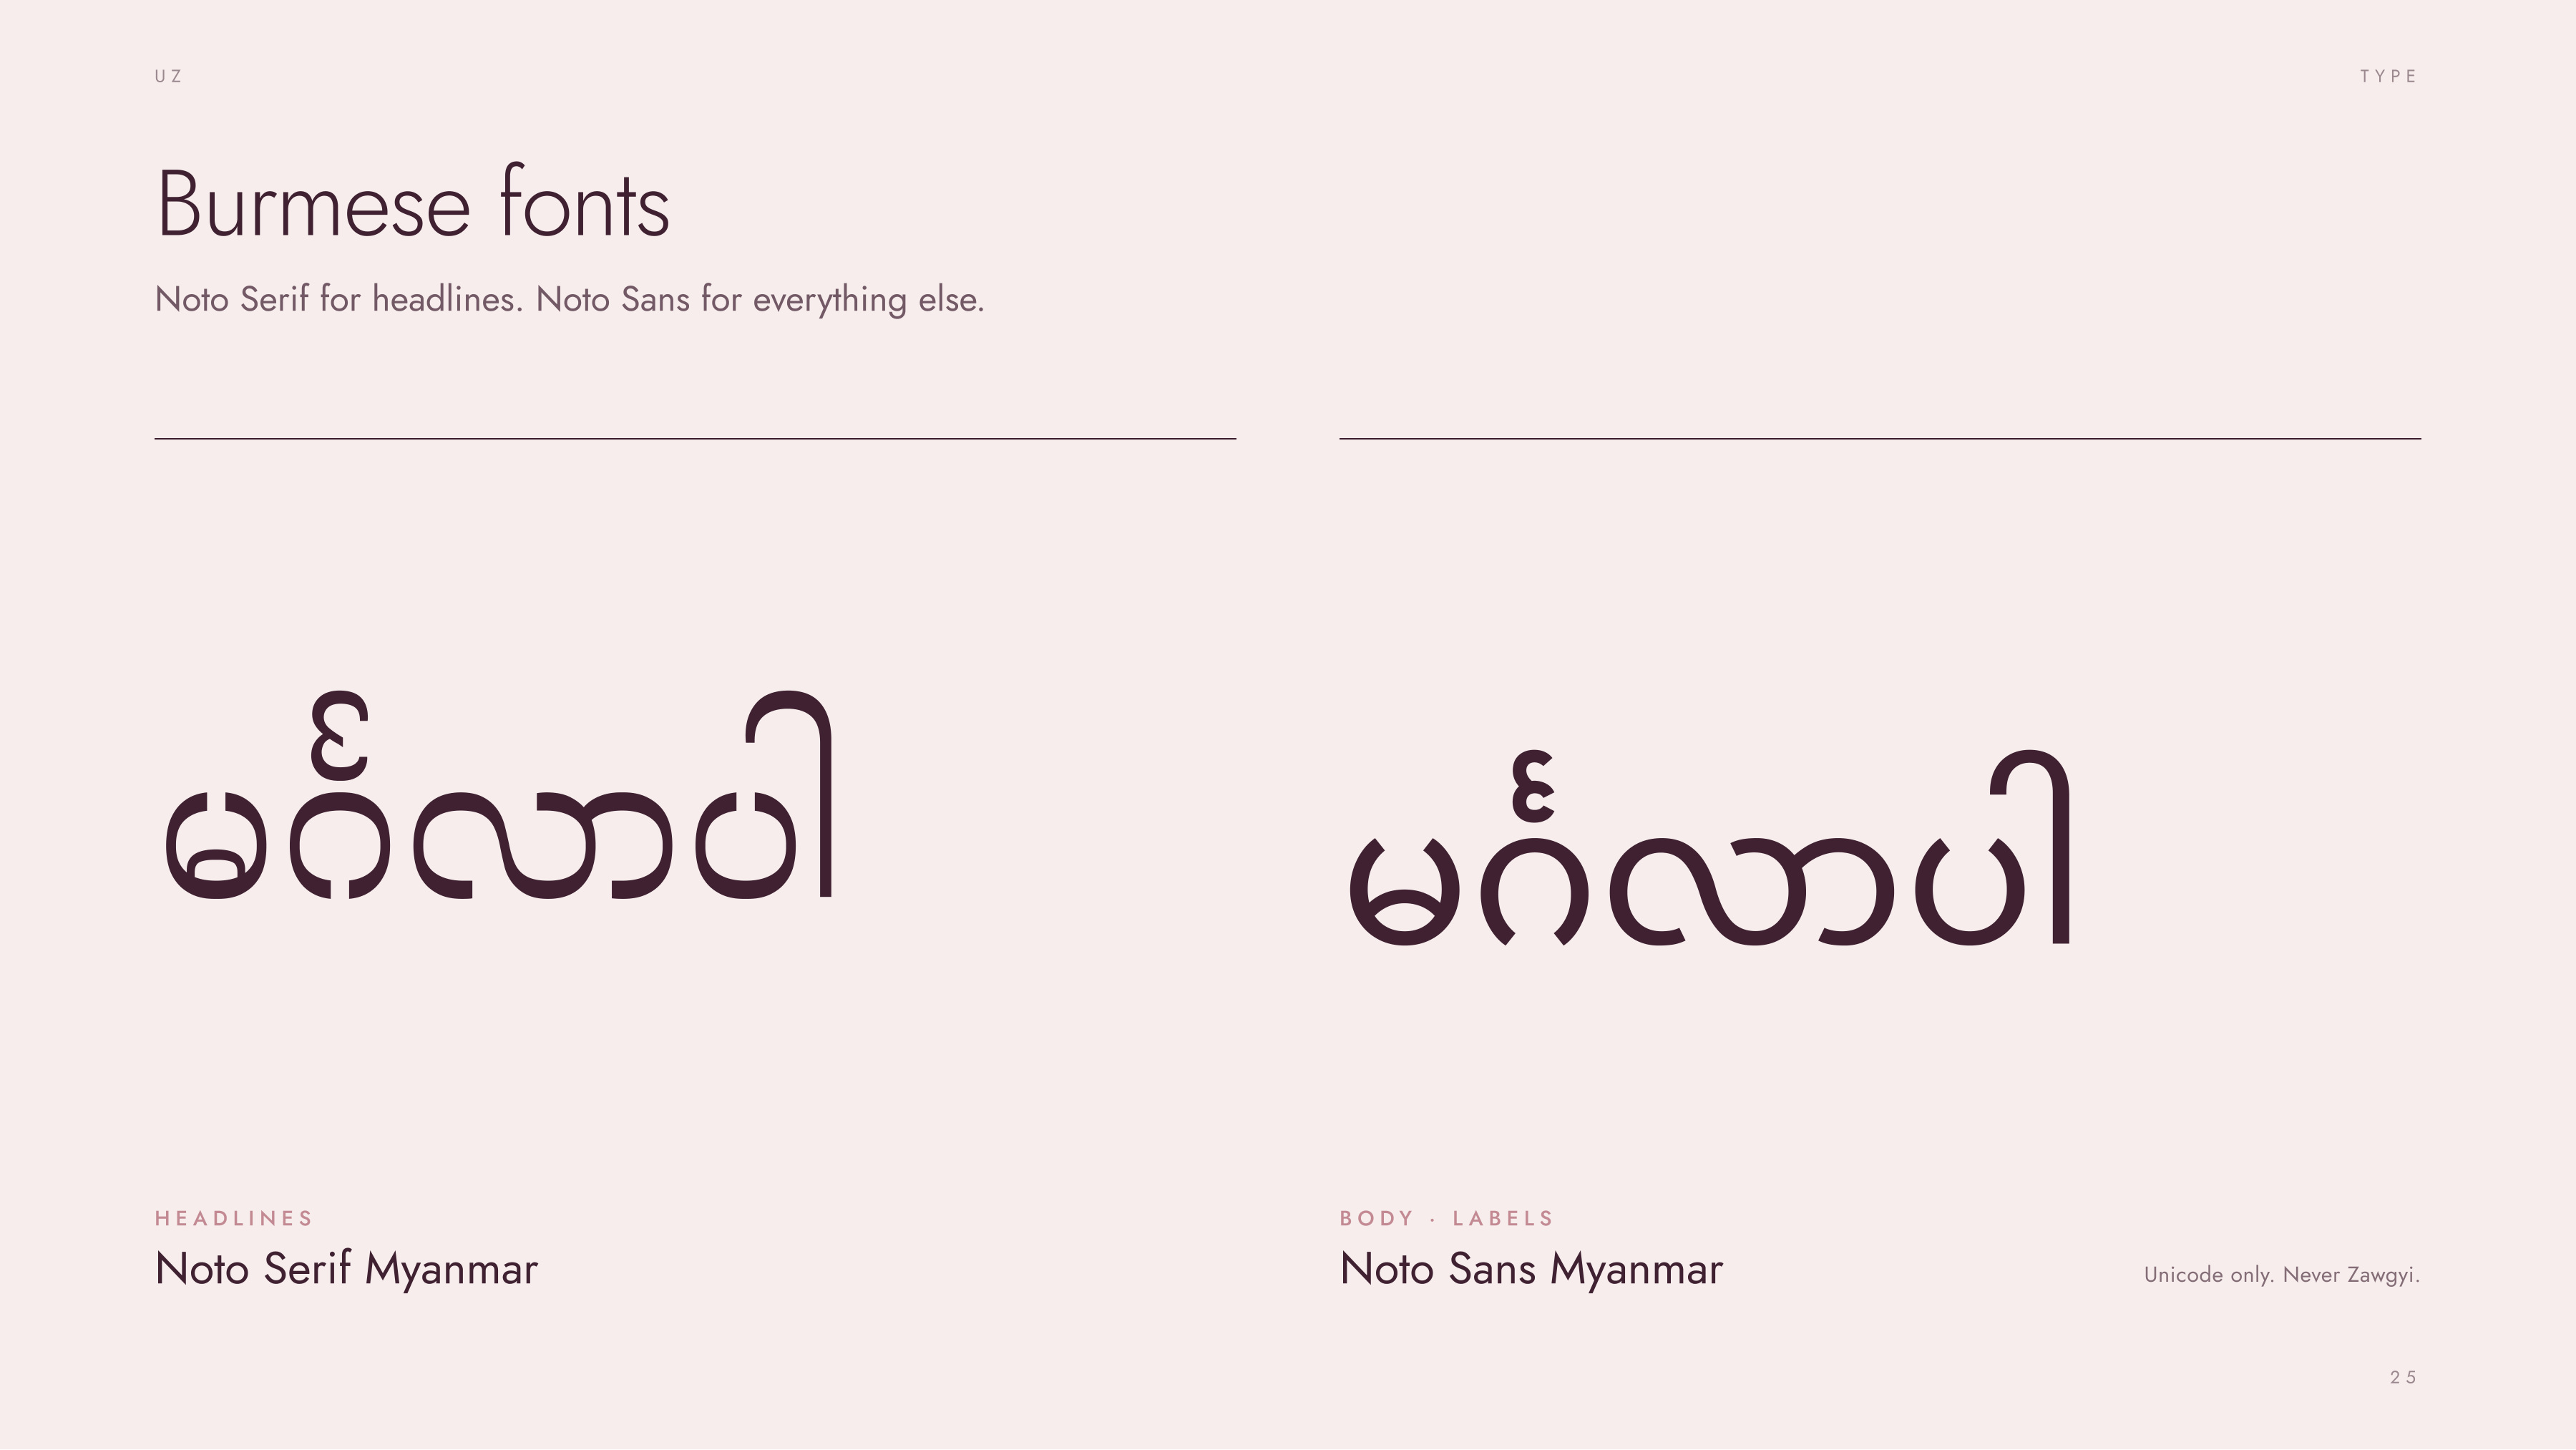 UZ
TYPE
Burmese fonts
Noto Serif for headlines. Noto Sans for everything else.
မင်္ဂလာပါ
မင်္ဂလာပါ
HEADLINES
Noto Serif Myanmar
BODY · LABELS
Noto Sans Myanmar
Unicode only. Never Zawgyi.
25